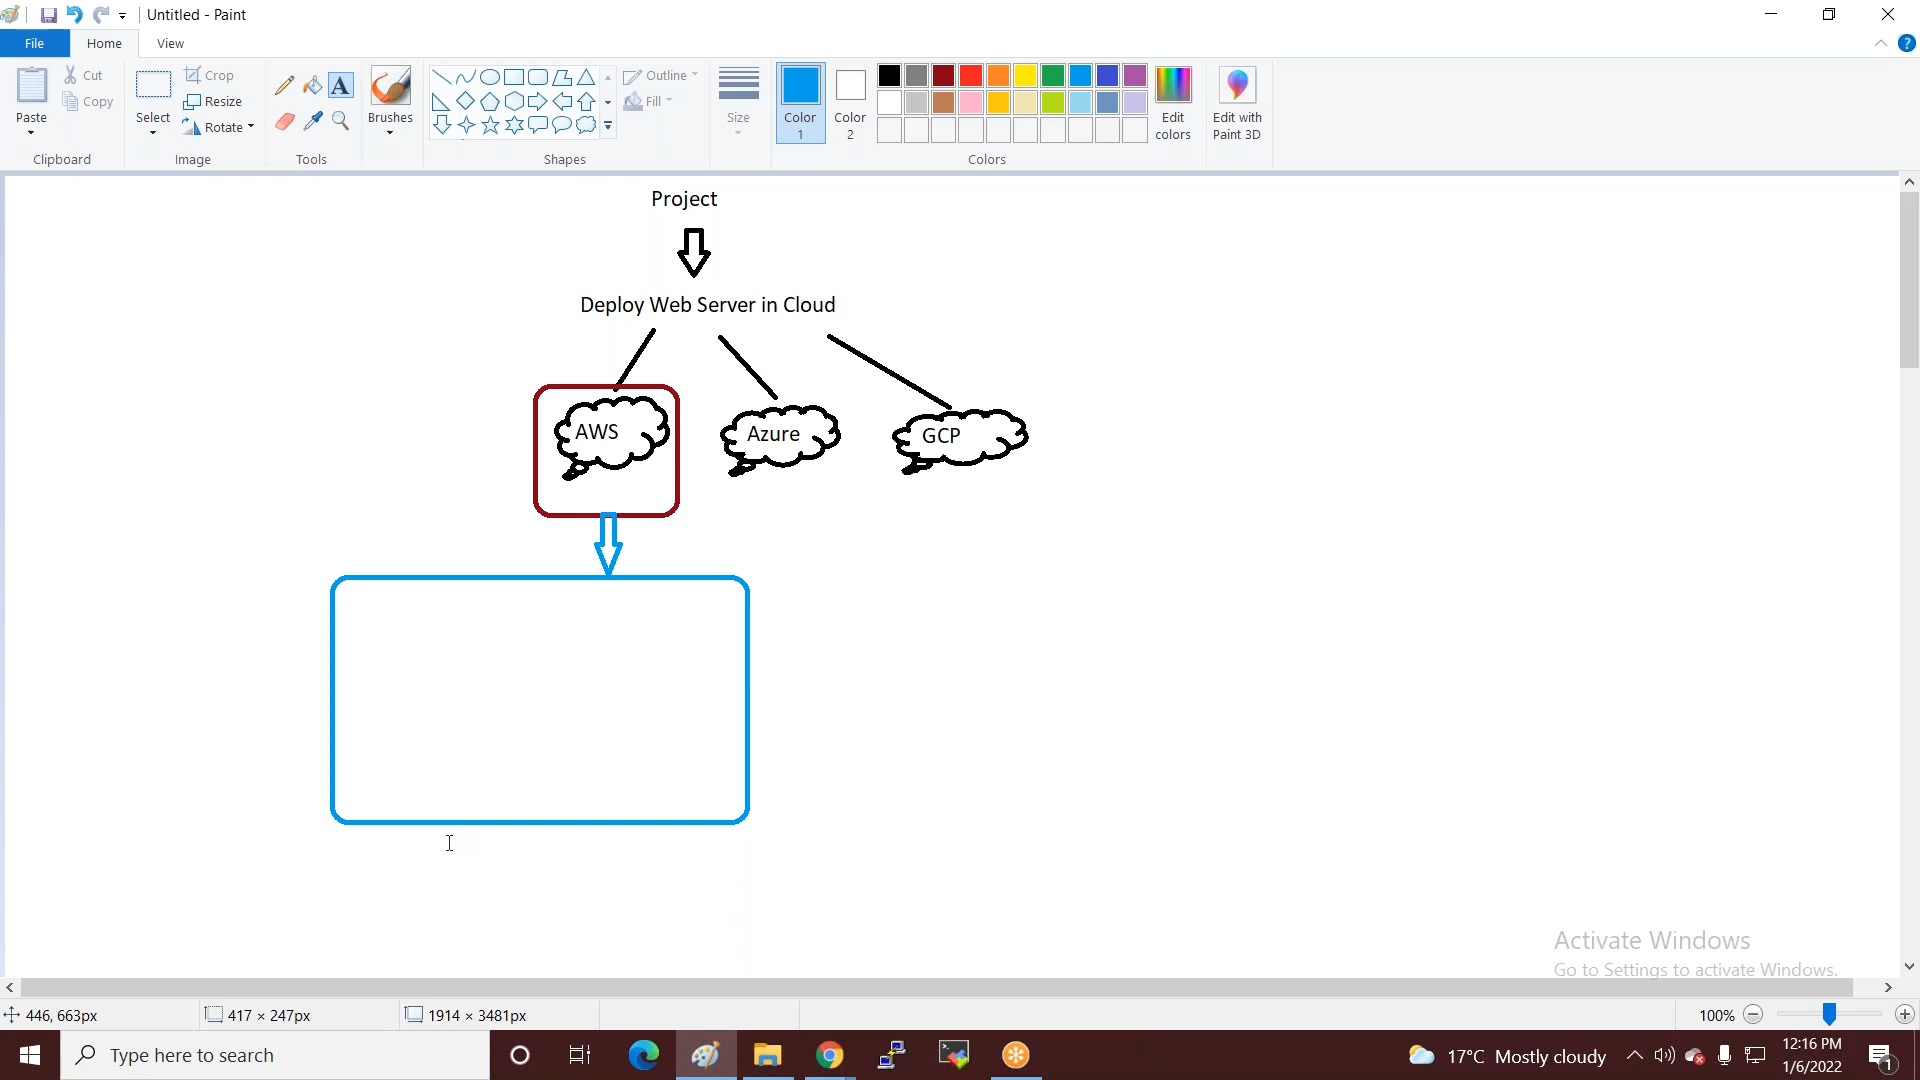 Untitled - Paint
File
Home
View
Paste
Cut
Copy
Clipboard
Select
Crop
Resize
Rotate
Image
A
Tools
Brushes
Outline
Fill
Shapes
Size
Color
1
Color
2
Edit
colors
Colors
Edit with
Paint 3D
?
Project
Deploy Web Server in Cloud
AWS
Azure
GCP
Activate Windows
Go to Settings to activate Windows.
446, 663px
417 × 247px
1914 × 3481px
100%
Type here to search
17°C Mostly cloudy
12:16 PM
1/6/2022
1